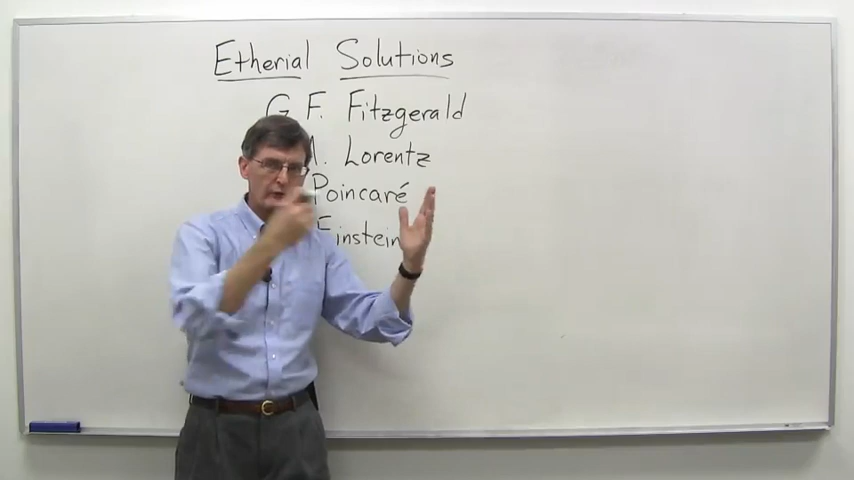 Etherial Solutions
G F. Fitzgerald
Lorentz
Poincaré
Einstein